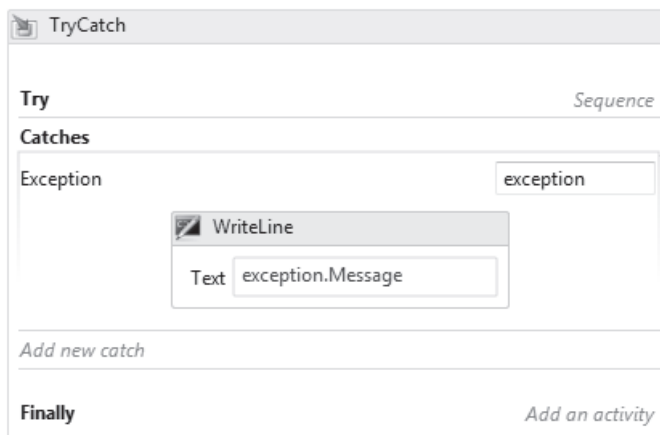 TryCatch
Try Sequence
Catches
Exception exception
WriteLine
Text exception.Message
Add new catch
Finally Add an activity